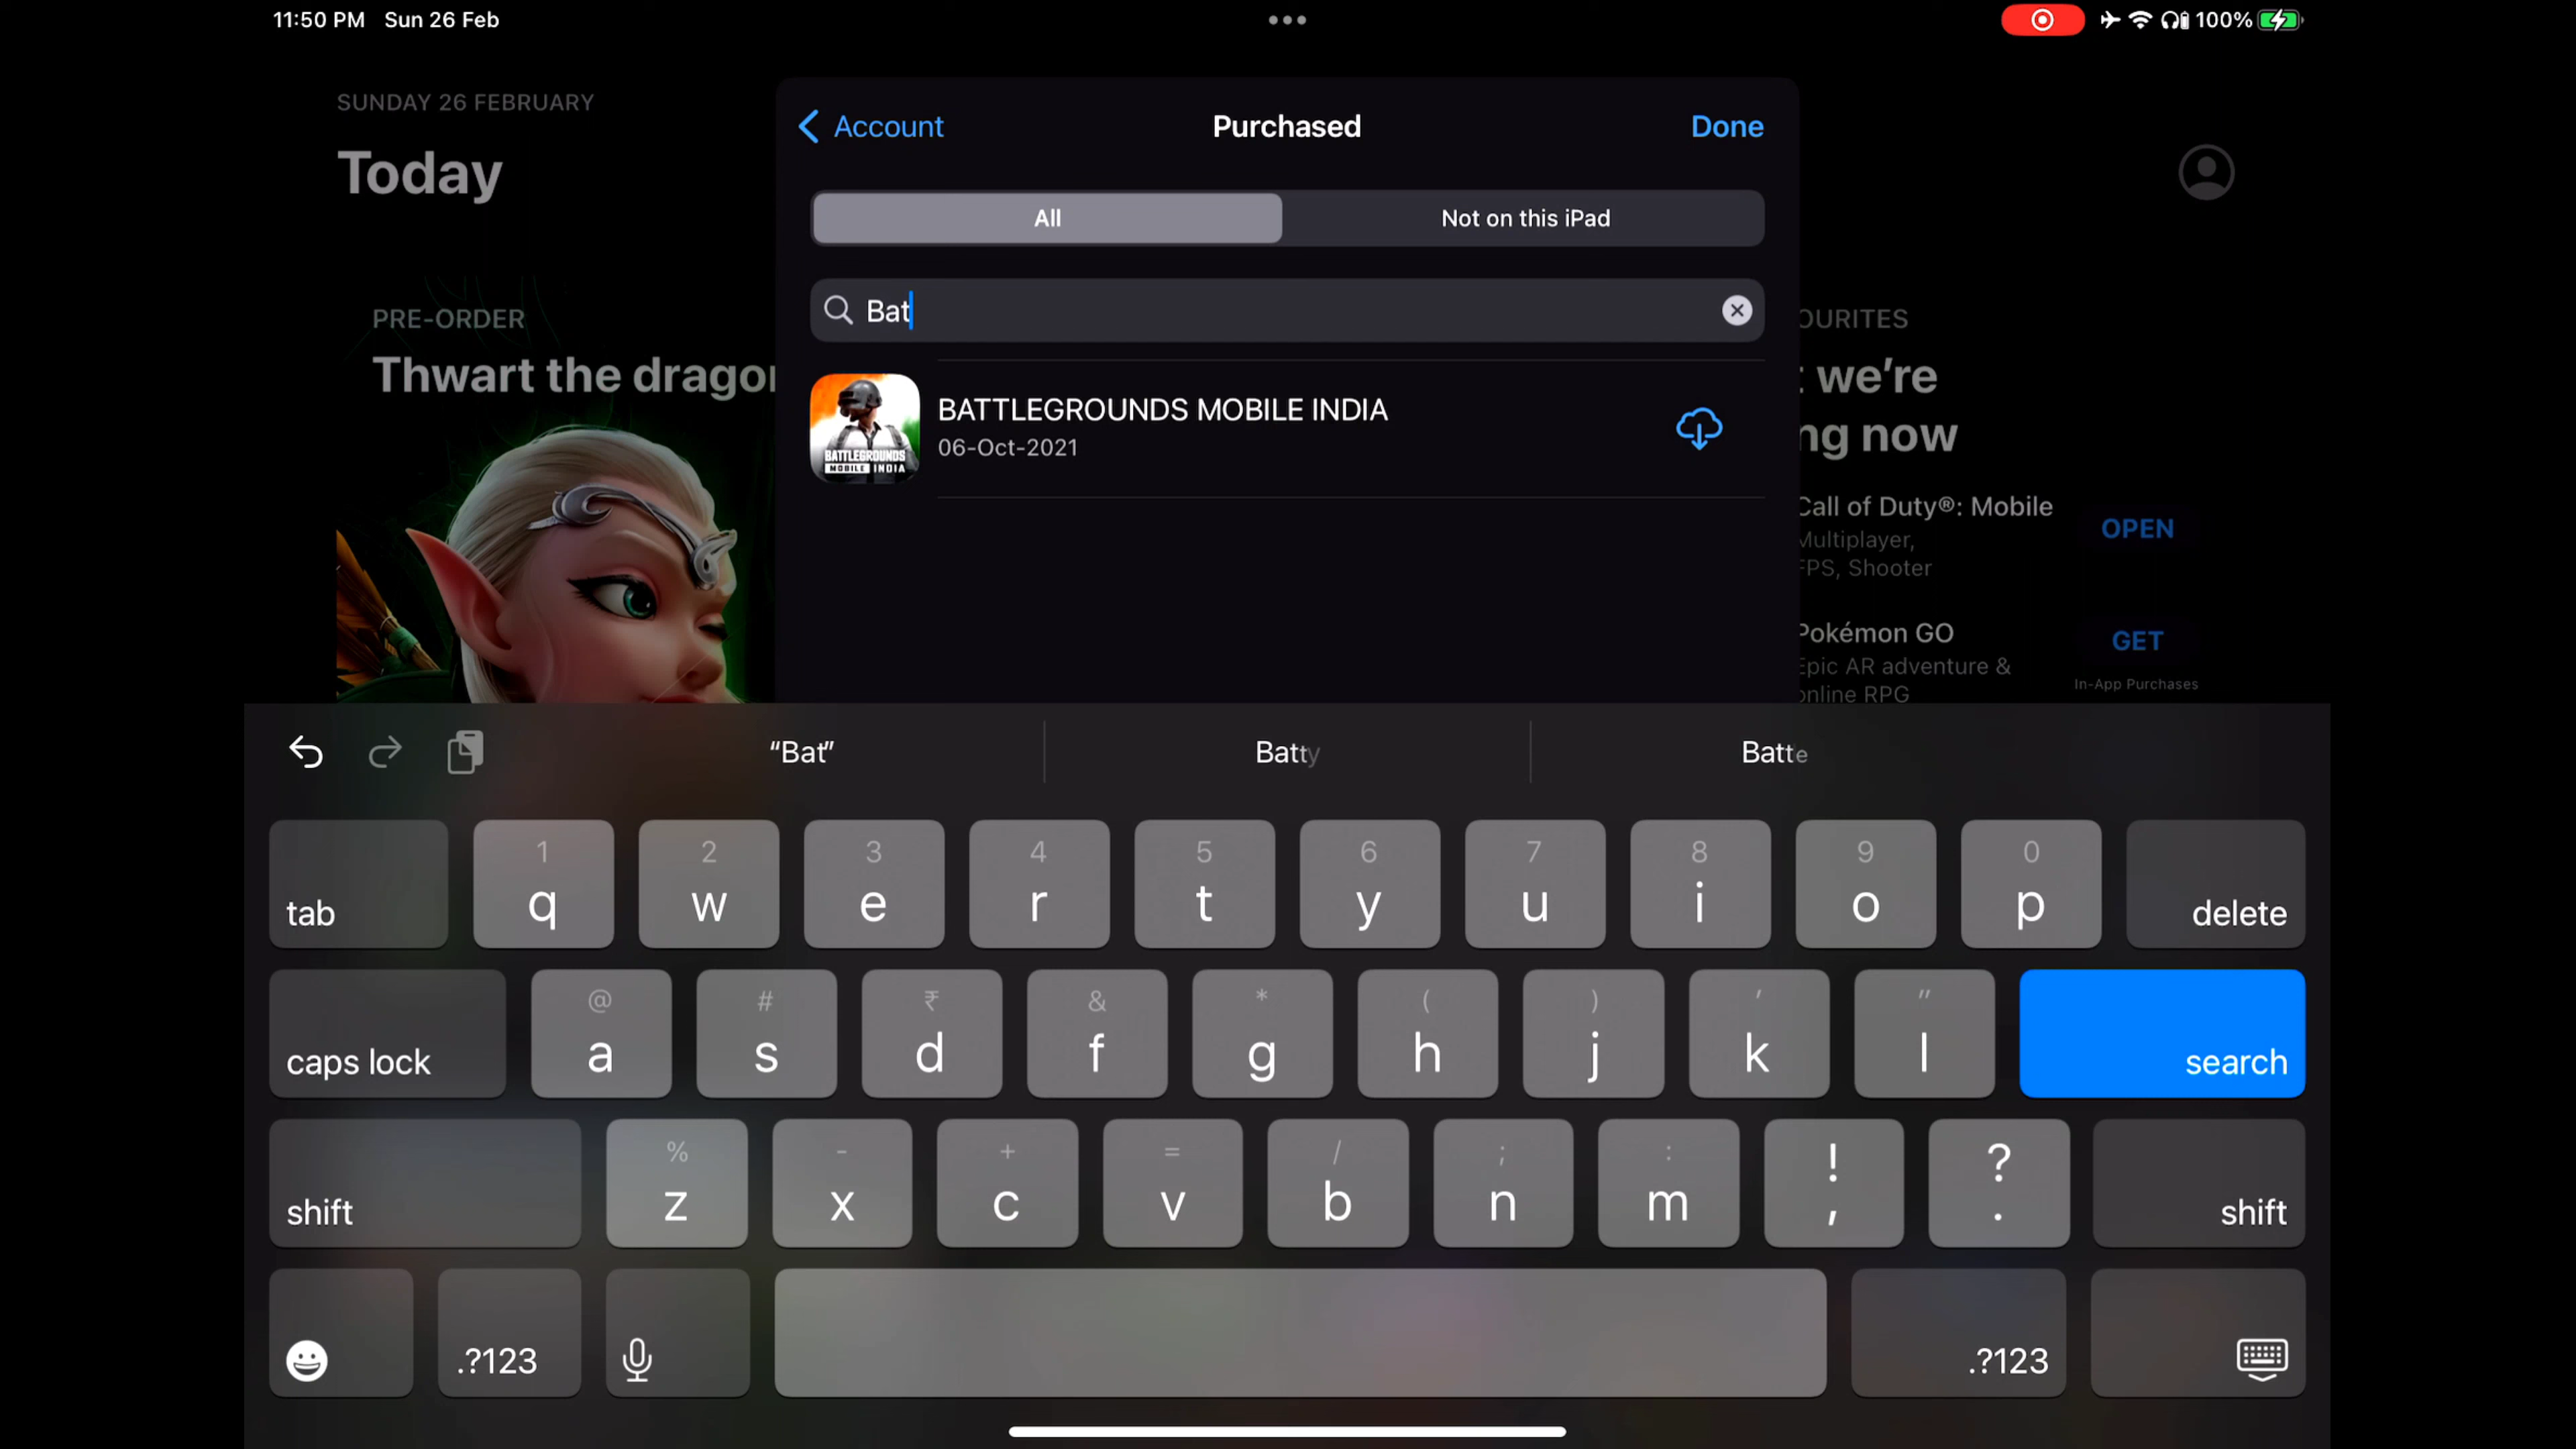 11:50 PM Sun 26 Feb
100%
SUNDAY 26 FEBRUARY
Today
PRE-ORDER
Thwart the dragon
Account
Purchased
Done
All
Not on this iPad
Bat
BATTLEGROUNDS MOBILE INDIA
06-Oct-2021
BATTLEGROUNDS
MOBILE INDIA
OURITES
we're
ng now
Call of Duty®: Mobile
Multiplayer,
FPS, Shooter
OPEN
Pokémon GO
Epic AR adventure &
online RPG
GET
In-App Purchases
“Bat” Batty Batte
1 2 3 4 5 6 7 8 9 0
tab q w e r t y u i o p delete
@ # ₹ & * ( ) ' "
caps lock a s d f g h j k l search
% - + = / ; : ! ?
shift z x c v b n m , . shift
.?123 .?123